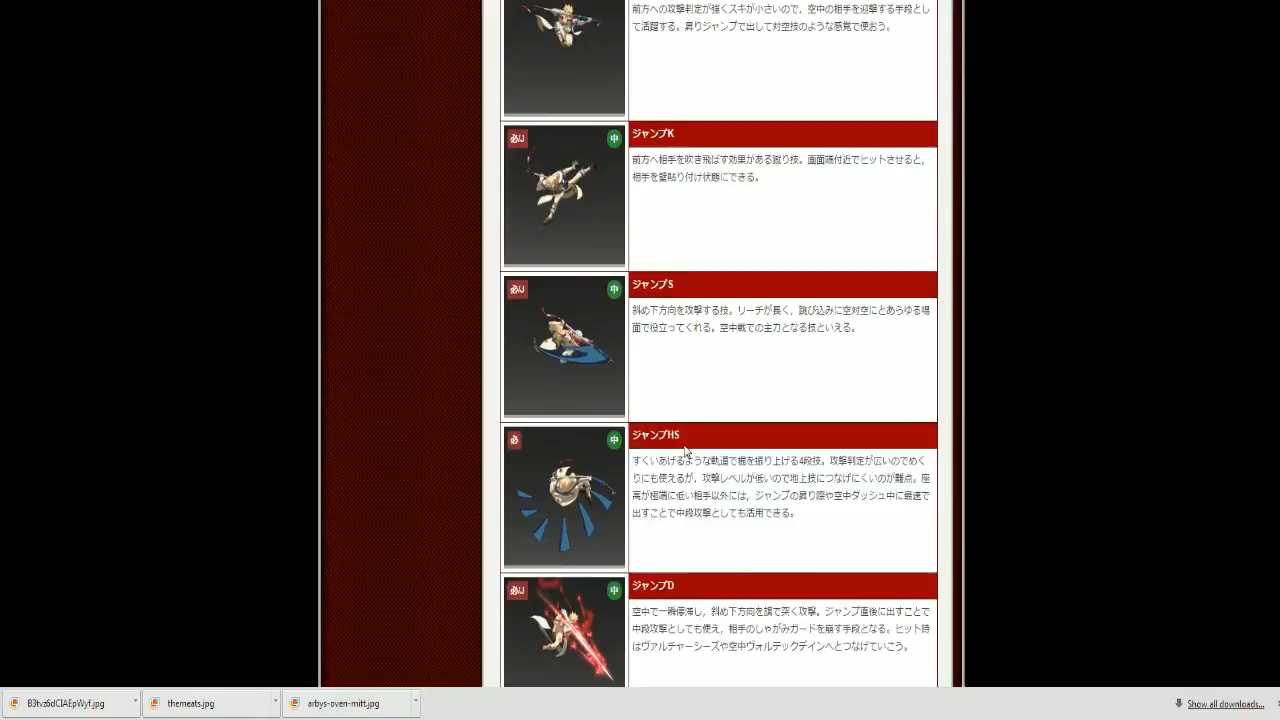 前方への攻撃判定が強くスキが小さいので，空中の相手を迎撃する手段とし
て活躍する。昇りジャンプで出して対空技のような感覚で使おう。
必 中
ジャンプK
前方へ相手を吹き飛ばす効果がある蹴り技。画面端付近でヒットさせると，
相手を壁貼り付け状態にできる。
必 中
ジャンプS
斜め下方向を攻撃する技。リーチが長く，跳び込みに空対空にとあらゆる場
面で役立ってくれる。空中戦での主力となる技といえる。
必 中
ジャンプHS
すくいあげるような軌道で棍を振り上げる4段技。攻撃判定が広いのでめく
りにも使えるが，攻撃レベルが低いので地上技につなげにくいのが難点。座
高が極端に低い相手以外には，ジャンプの昇り際や空中ダッシュ中に最速で
出すことで中段攻撃としても活用できる。
必 中
ジャンプD
空中で一瞬停滞し，斜め下方向を旗で突く攻撃。ジャンプ直後に出すことで
中段攻撃としても使え，相手のしゃがみガードを崩す手段となる。ヒット時
はヴァルチャーシーズや空中ヴォルテックデインへとつなげていこう。
B3tvz6dCIAEpWyf.jpg
themeats.jpg
arbys-oven-mitt.jpg
Show all downloads...